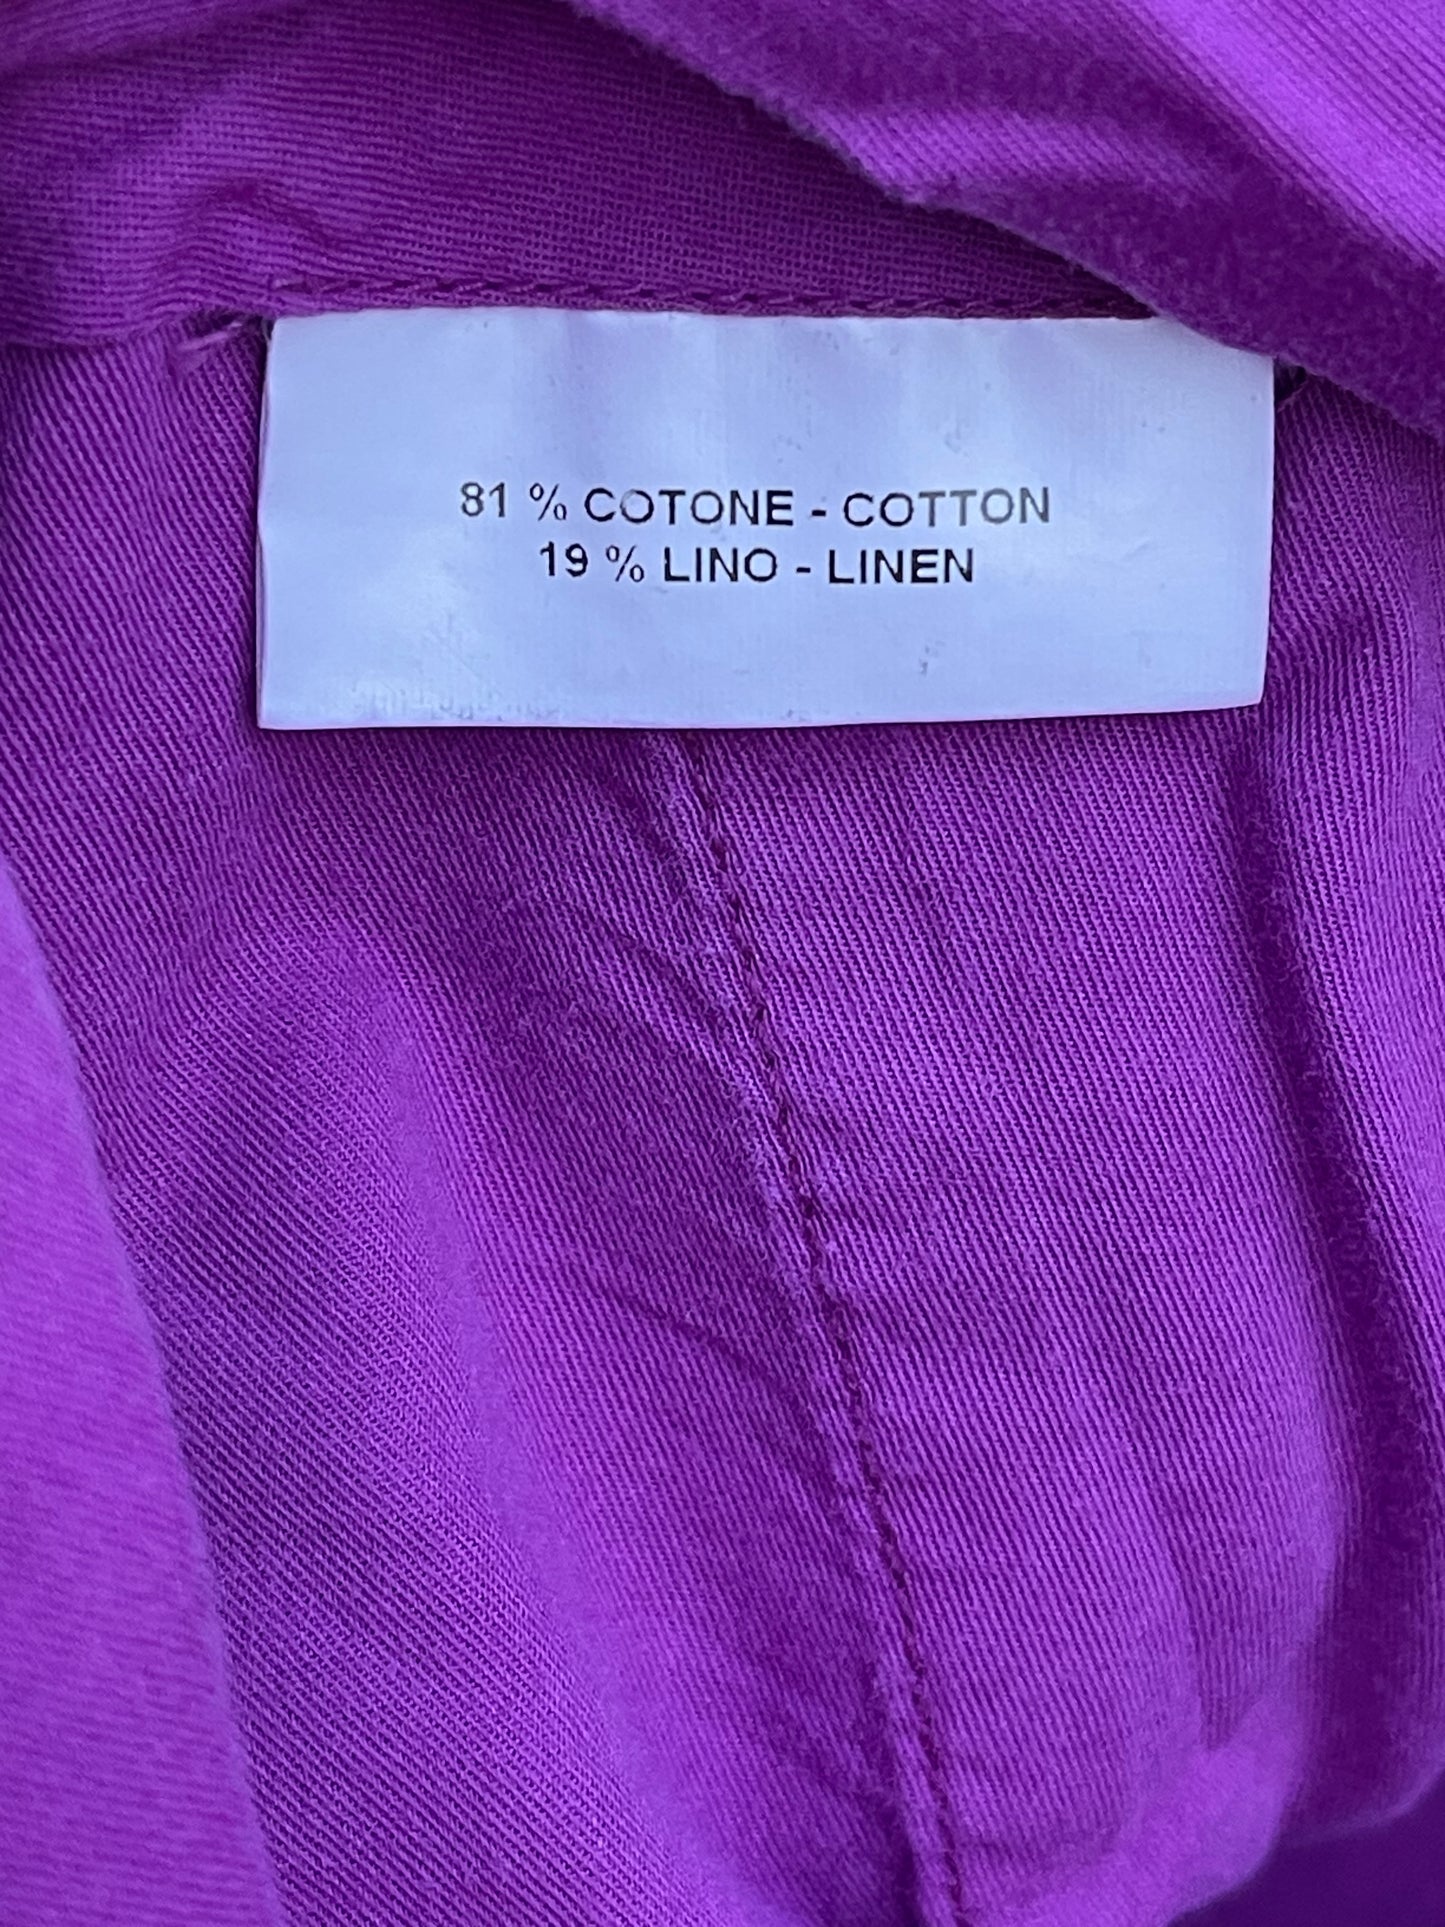 81 % COTONE - COTTON
19 % LINO - LINEN